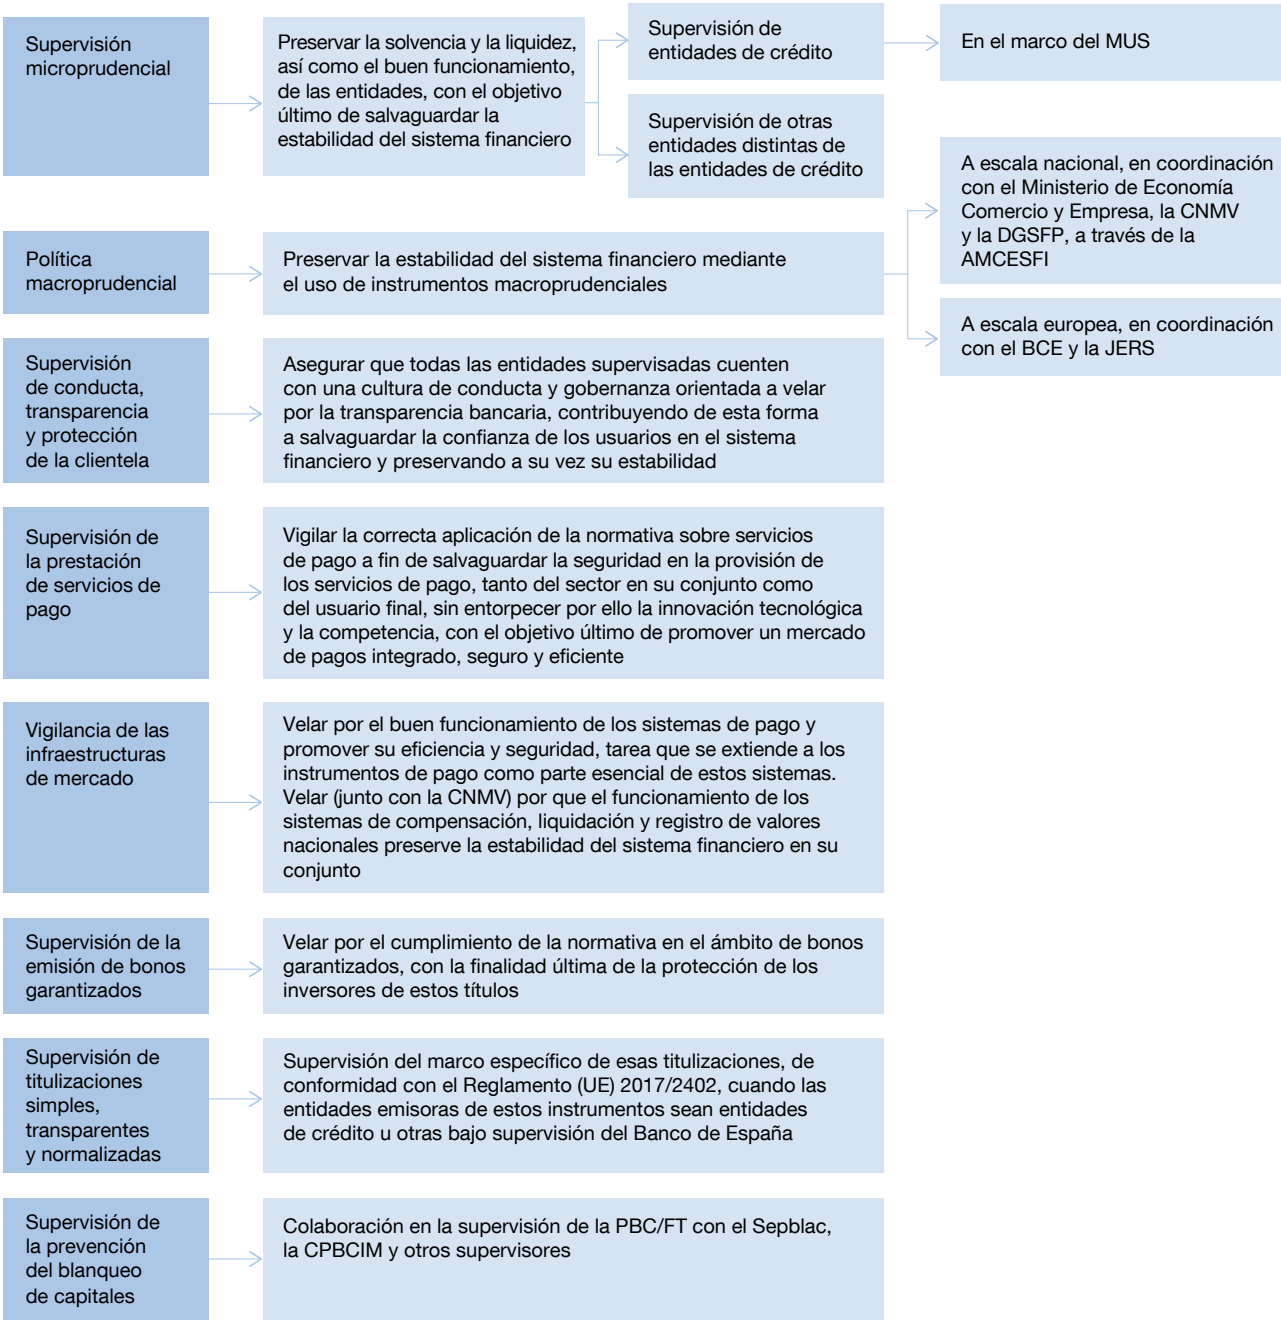 Supervisión
microprudencial
Preservar la solvencia y la liquidez,
así como el buen funcionamiento,
de las entidades, con el objetivo
último de salvaguardar la
estabilidad del sistema financiero
Supervisión de
entidades de crédito
En el marco del MUS
Supervisión de otras
entidades distintas de
las entidades de crédito
Política
macroprudencial
Preservar la estabilidad del sistema financiero mediante
el uso de instrumentos macroprudenciales
A escala nacional, en coordinación
con el Ministerio de Economía
Comercio y Empresa, la CNMV
y la DGSFP, a través de la
AMCESFI
A escala europea, en coordinación
con el BCE y la JERS
Supervisión
de conducta,
transparencia
y protección
de la clientela
Asegurar que todas las entidades supervisadas cuenten
con una cultura de conducta y gobernanza orientada a velar
por la transparencia bancaria, contribuyendo de esta forma
a salvaguardar la confianza de los usuarios en el sistema
financiero y preservando a su vez su estabilidad
Supervisión de
la prestación
de servicios de
pago
Vigilar la correcta aplicación de la normativa sobre servicios
de pago a fin de salvaguardar la seguridad en la provisión de
los servicios de pago, tanto del sector en su conjunto como
del usuario final, sin entorpecer por ello la innovación tecnológica
y la competencia, con el objetivo último de promover un mercado
de pagos integrado, seguro y eficiente
Vigilancia de las
infraestructuras
de mercado
Velar por el buen funcionamiento de los sistemas de pago y
promover su eficiencia y seguridad, tarea que se extiende a los
instrumentos de pago como parte esencial de estos sistemas.
Velar (junto con la CNMV) por que el funcionamiento de los
sistemas de compensación, liquidación y registro de valores
nacionales preserve la estabilidad del sistema financiero en su
conjunto
Supervisión de la
emisión de bonos
garantizados
Velar por el cumplimiento de la normativa en el ámbito de bonos
garantizados, con la finalidad última de la protección de los
inversores de estos títulos
Supervisión de
titulizaciones
simples,
transparentes
y normalizadas
Supervisión del marco específico de esas titulizaciones, de
conformidad con el Reglamento (UE) 2017/2402, cuando las
entidades emisoras de estos instrumentos sean entidades
de crédito u otras bajo supervisión del Banco de España
Supervisión de
la prevención
del blanqueo
de capitales
Colaboración en la supervisión de la PBC/FT con el Sepblac,
la CPBCIM y otros supervisores